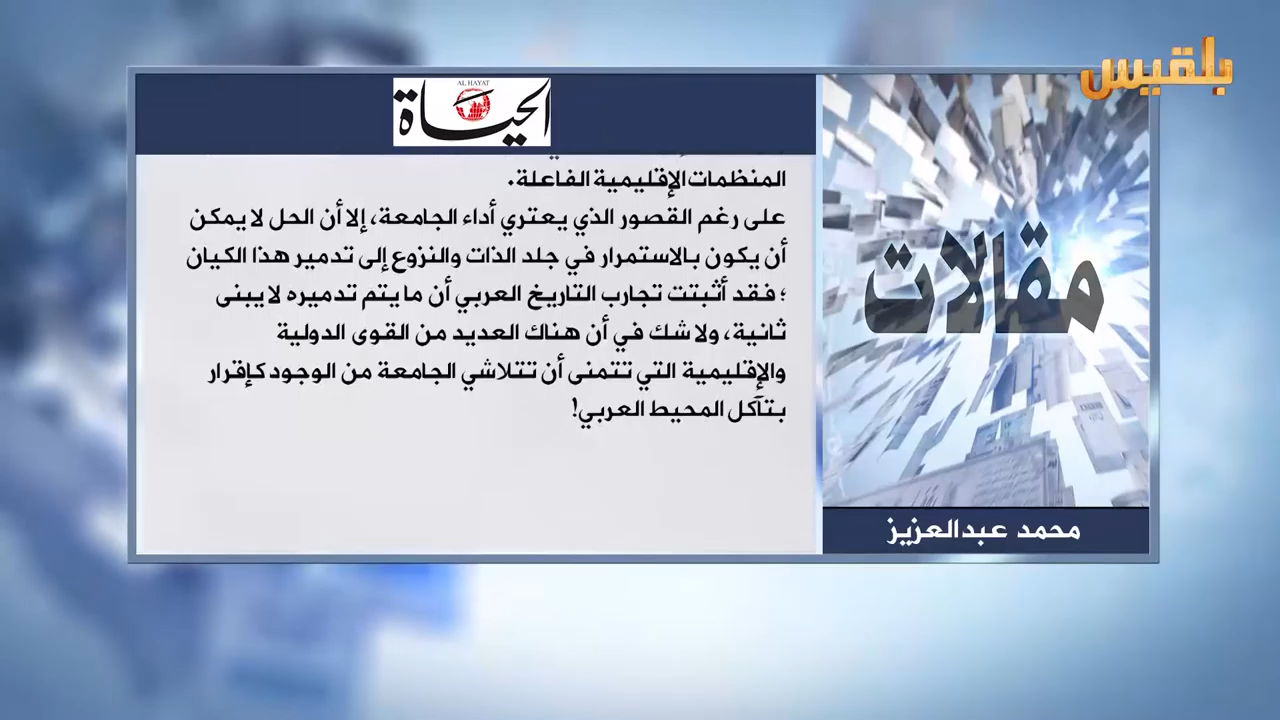 بلقيس
AL HAYAT
الحياة
المنظمات الإقليمية الفاعلة.
على رغم القصور الذي يعتري أداء الجامعة، إلا أن الحل لا يمكن
أن يكون بالاستمرار في جلد الذات والنزوع إلى تدمير هذا الكيان
؛ فقد أثبتت تجارب التاريخ العربي أن ما يتم تدميره لا يبنى
ثانية، ولا شك في أن هناك العديد من القوى الدولية
والإقليمية التي تتمنى أن تتلاشي الجامعة من الوجود كإقرار
بتآكل المحيط العربي!
مقالات
محمد عبدالعزيز